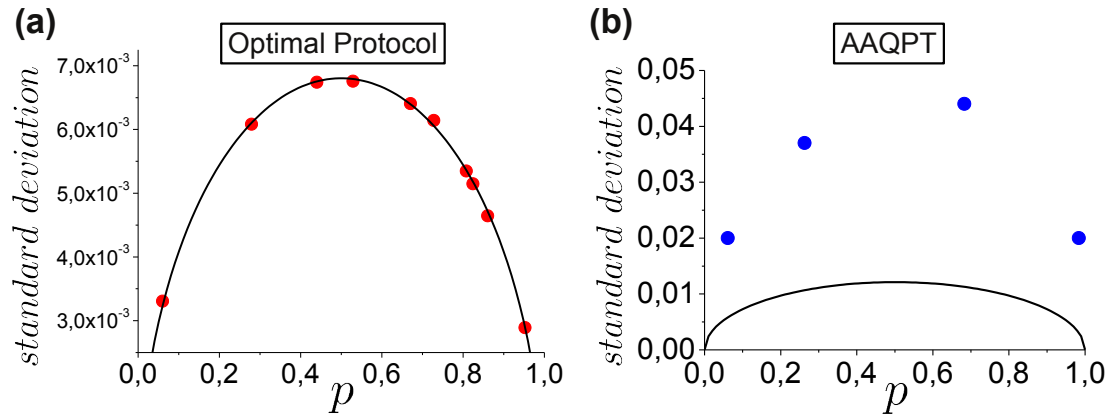 (a)
Optimal Protocol
standard deviation
7,0x10⁻³
6,0x10⁻³
5,0x10⁻³
4,0x10⁻³
3,0x10⁻³
0,0 0,2 0,4 0,6 0,8 1,0
p
(b)
AAQPT
standard deviation
0,05
0,04
0,03
0,02
0,01
0,00
0,0 0,2 0,4 0,6 0,8 1,0
p